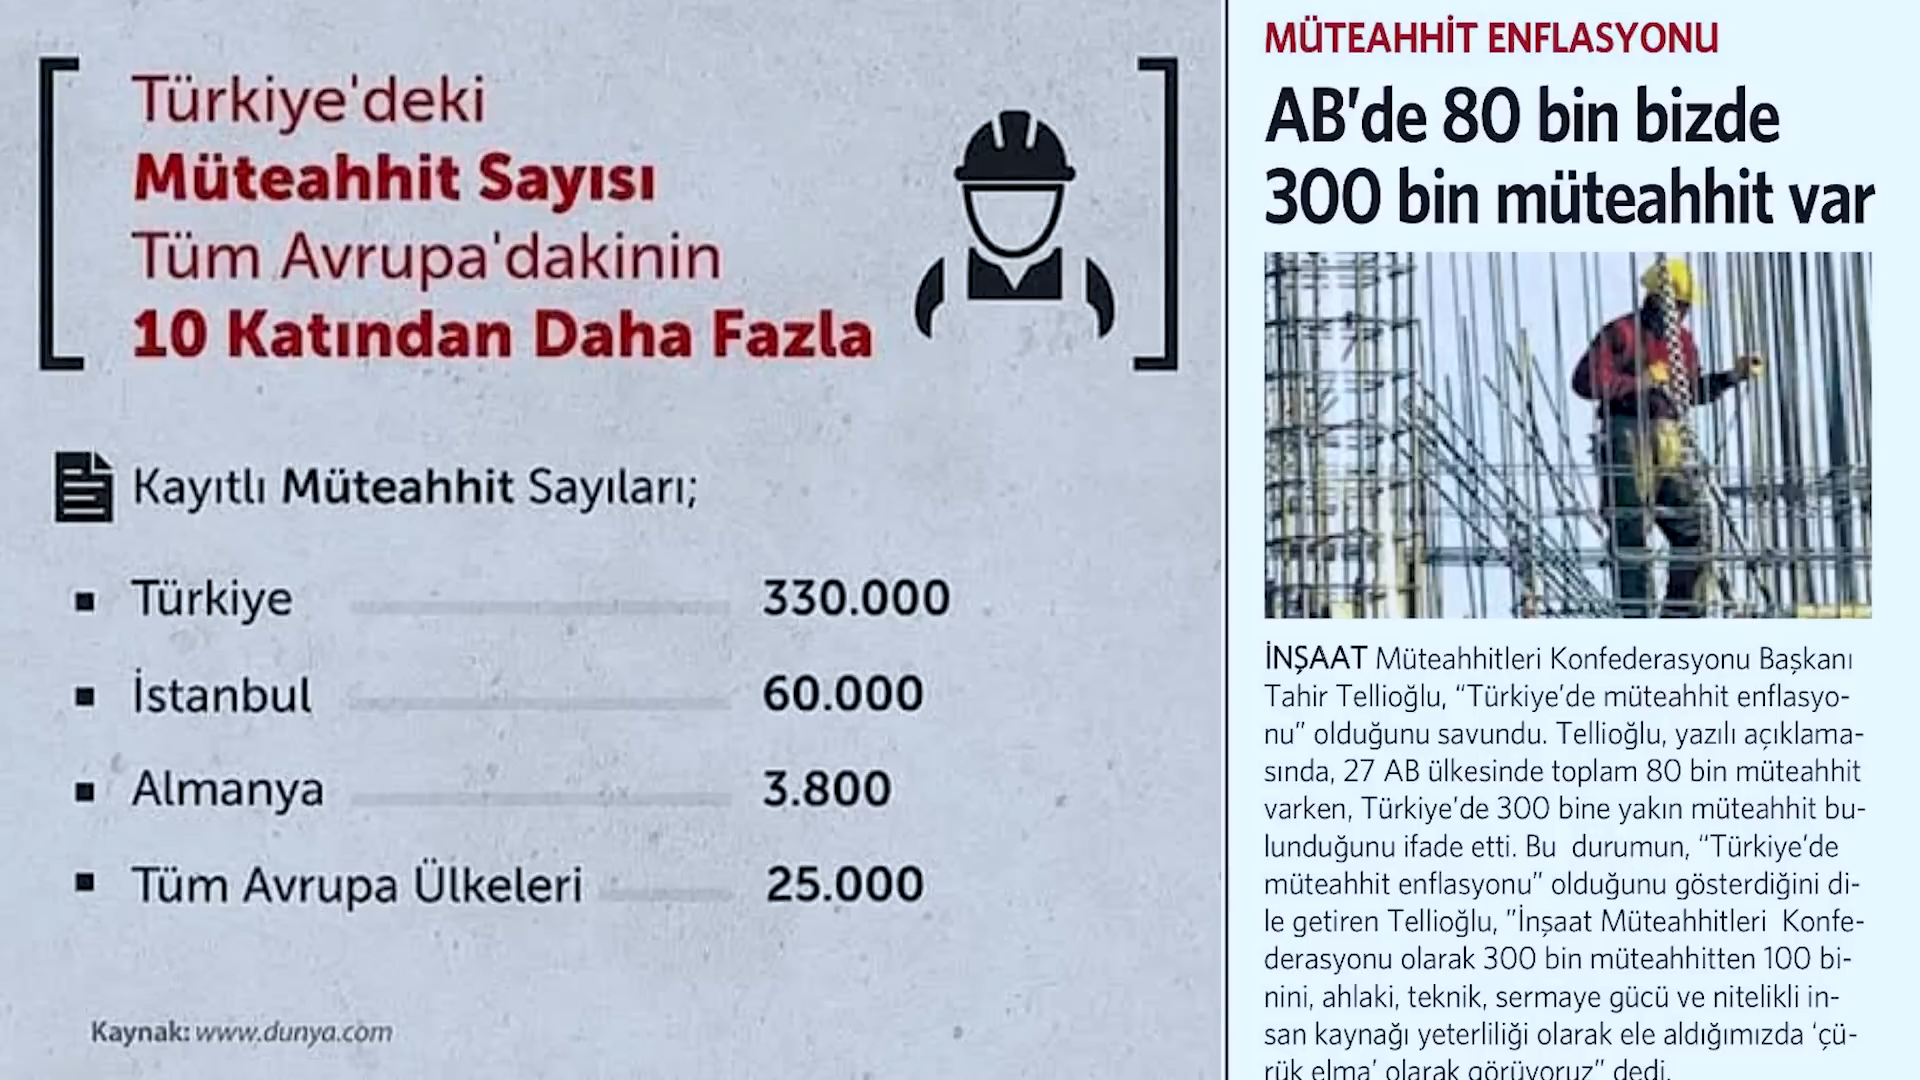 Türkiye'deki
Müteahhit Sayısı
Tüm Avrupa'dakinin
10 Katından Daha Fazla
Kayıtlı Müteahhit Sayıları;
Türkiye 330.000
İstanbul 60.000
Almanya 3.800
Tüm Avrupa Ülkeleri 25.000
Kaynak: www.dunya.com
MÜTEAHHİT ENFLASYONU
AB'de 80 bin bizde
300 bin müteahhit var
İNŞAAT Müteahhitleri Konfederasyonu Başkanı
Tahir Tellioğlu, “Türkiye'de müteahhit enflasyo-
nu” olduğunu savundu. Tellioğlu, yazılı açıklama-
sında, 27 AB ülkesinde toplam 80 bin müteahhit
varken, Türkiye'de 300 bine yakın müteahhit bu-
lunduğunu ifade etti. Bu durumun, “Türkiye'de
müteahhit enflasyonu” olduğunu gösterdiğini di-
le getiren Tellioğlu, ”İnşaat Müteahhitleri Konfe-
derasyonu olarak 300 bin müteahhitten 100 bi-
nini, ahlaki, teknik, sermaye gücü ve nitelikli in-
san kaynağı yeterliliği olarak ele aldığımızda ‘çü-
rük elma’ olarak görüyoruz” dedi.